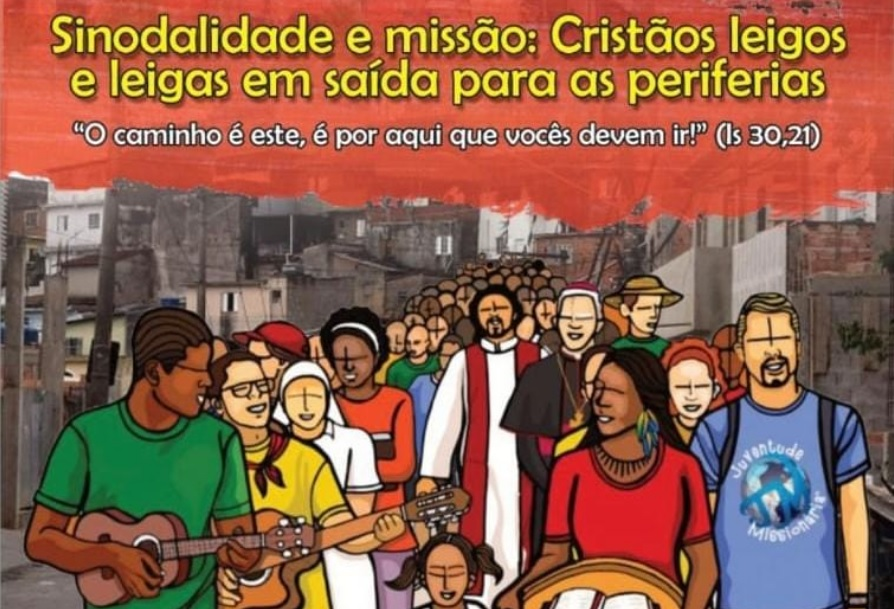 Sinodalidade e missão: Cristãos leigos
e leigas em saída para as periferias
“O caminho é este, é por aqui que vocês devem ir!” (Is 30,21)
Juventude
Missionária